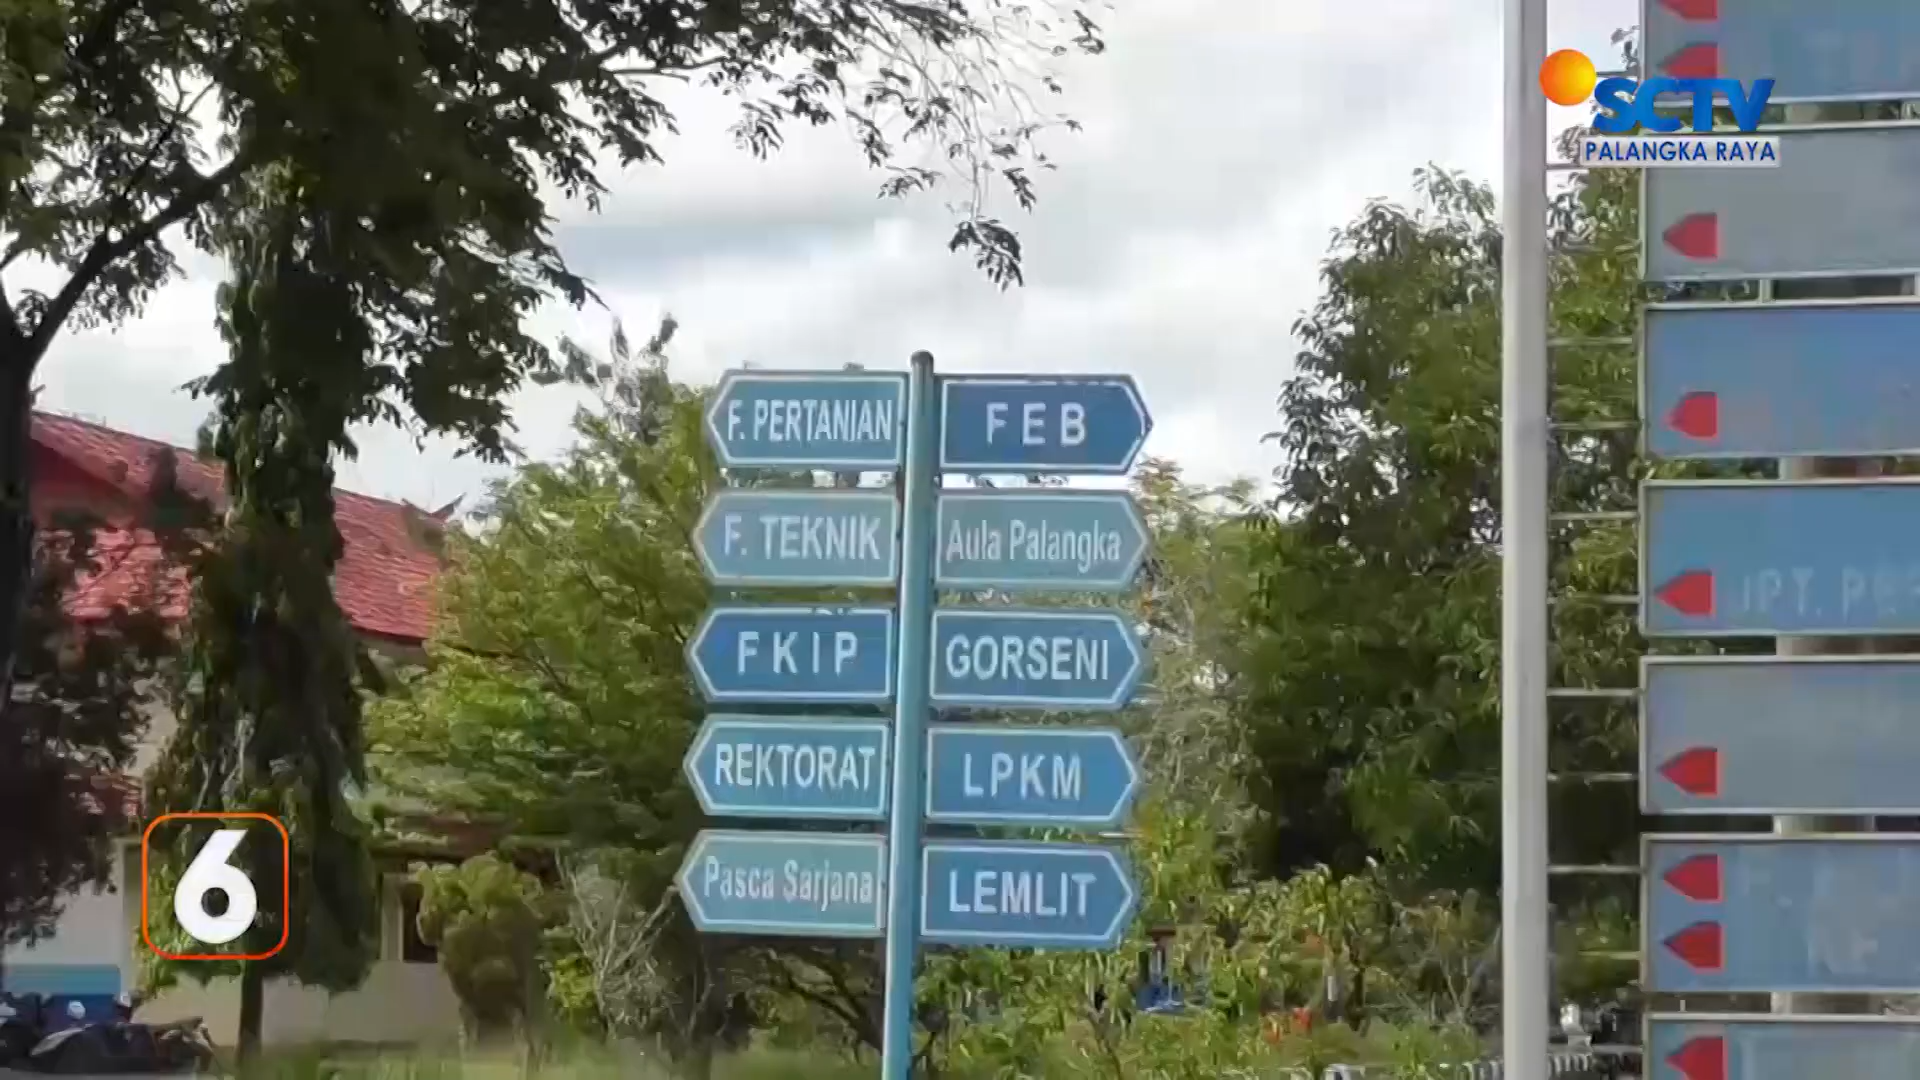 SCTV
PALANGKA RAYA
F. PERTANIAN
FEB
F. TEKNIK
Aula Palangka
FKIP
GORSENI
REKTORAT
LPKM
Pasca Sarjana
LEMLIT
6